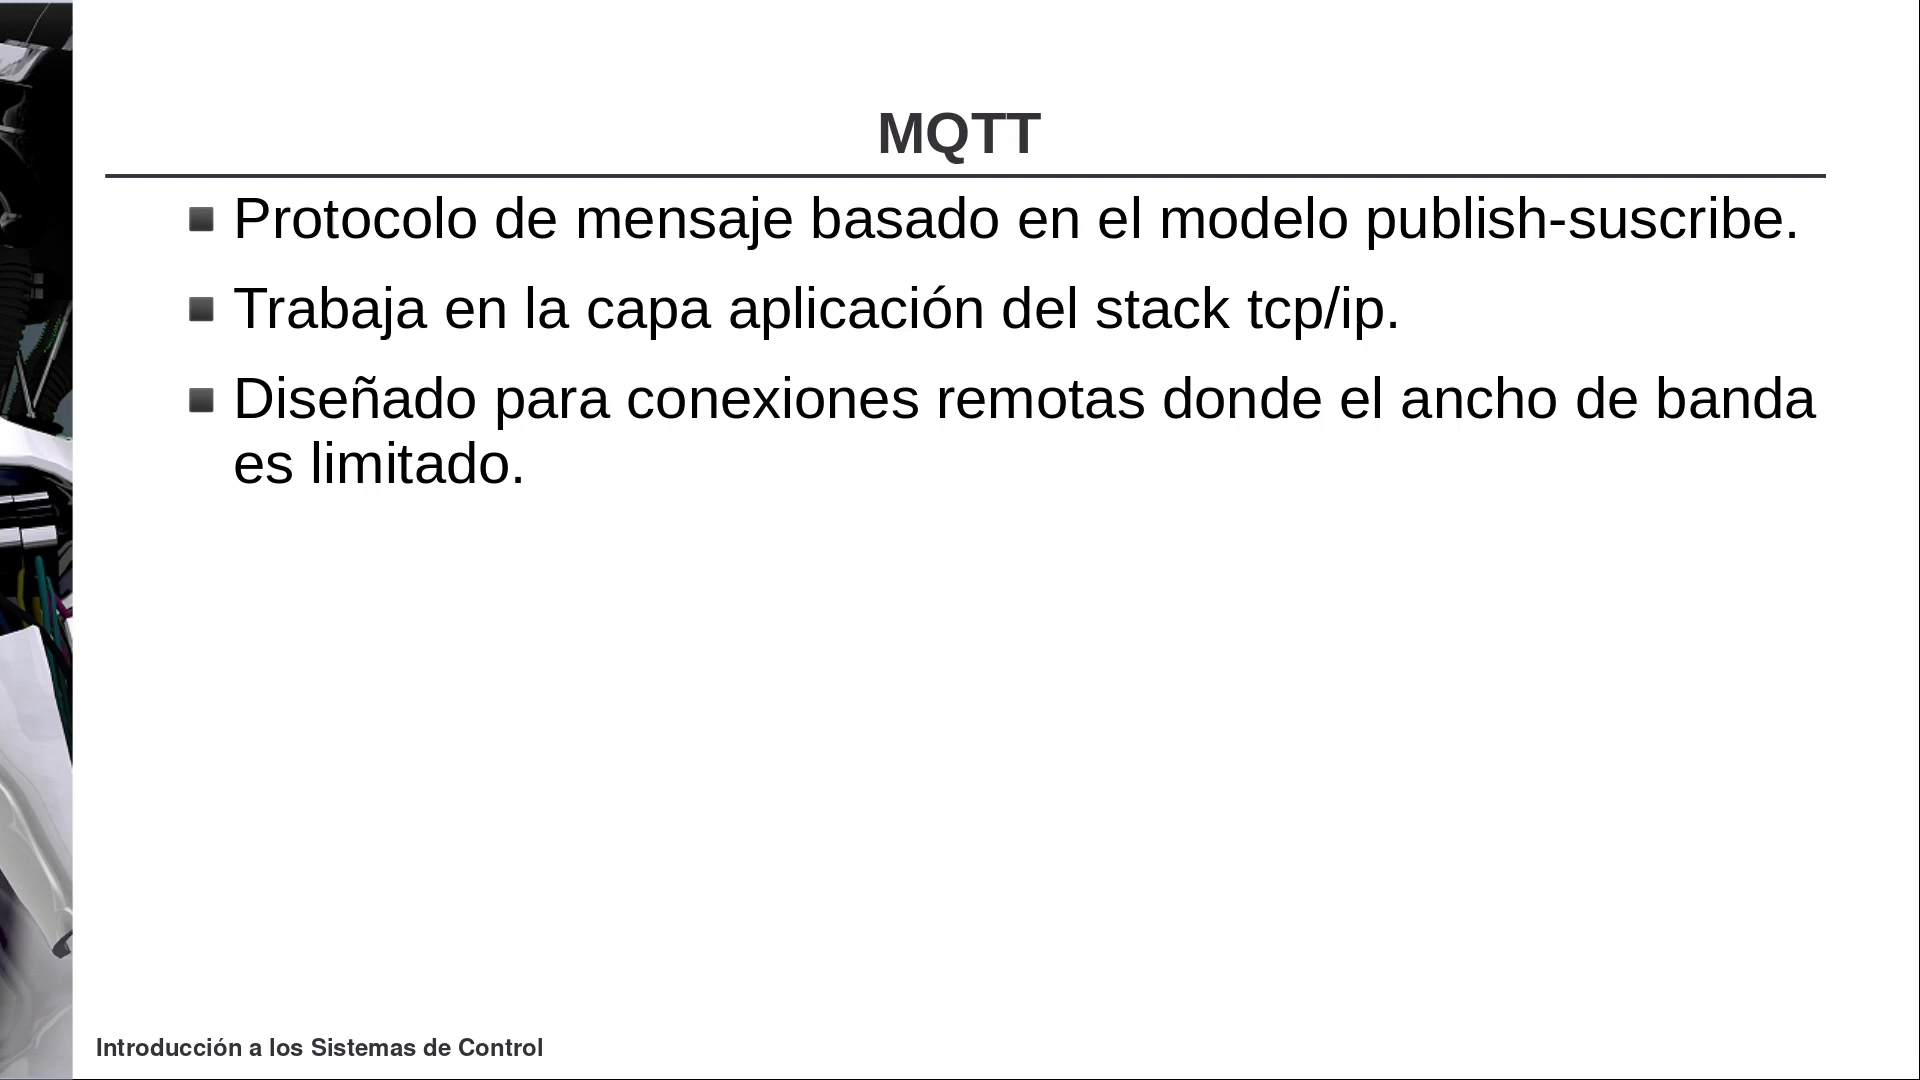 MQTT
Protocolo de mensaje basado en el modelo publish-suscribe.
Trabaja en la capa aplicación del stack tcp/ip.
Diseñado para conexiones remotas donde el ancho de banda
es limitado.
Introducción a los Sistemas de Control